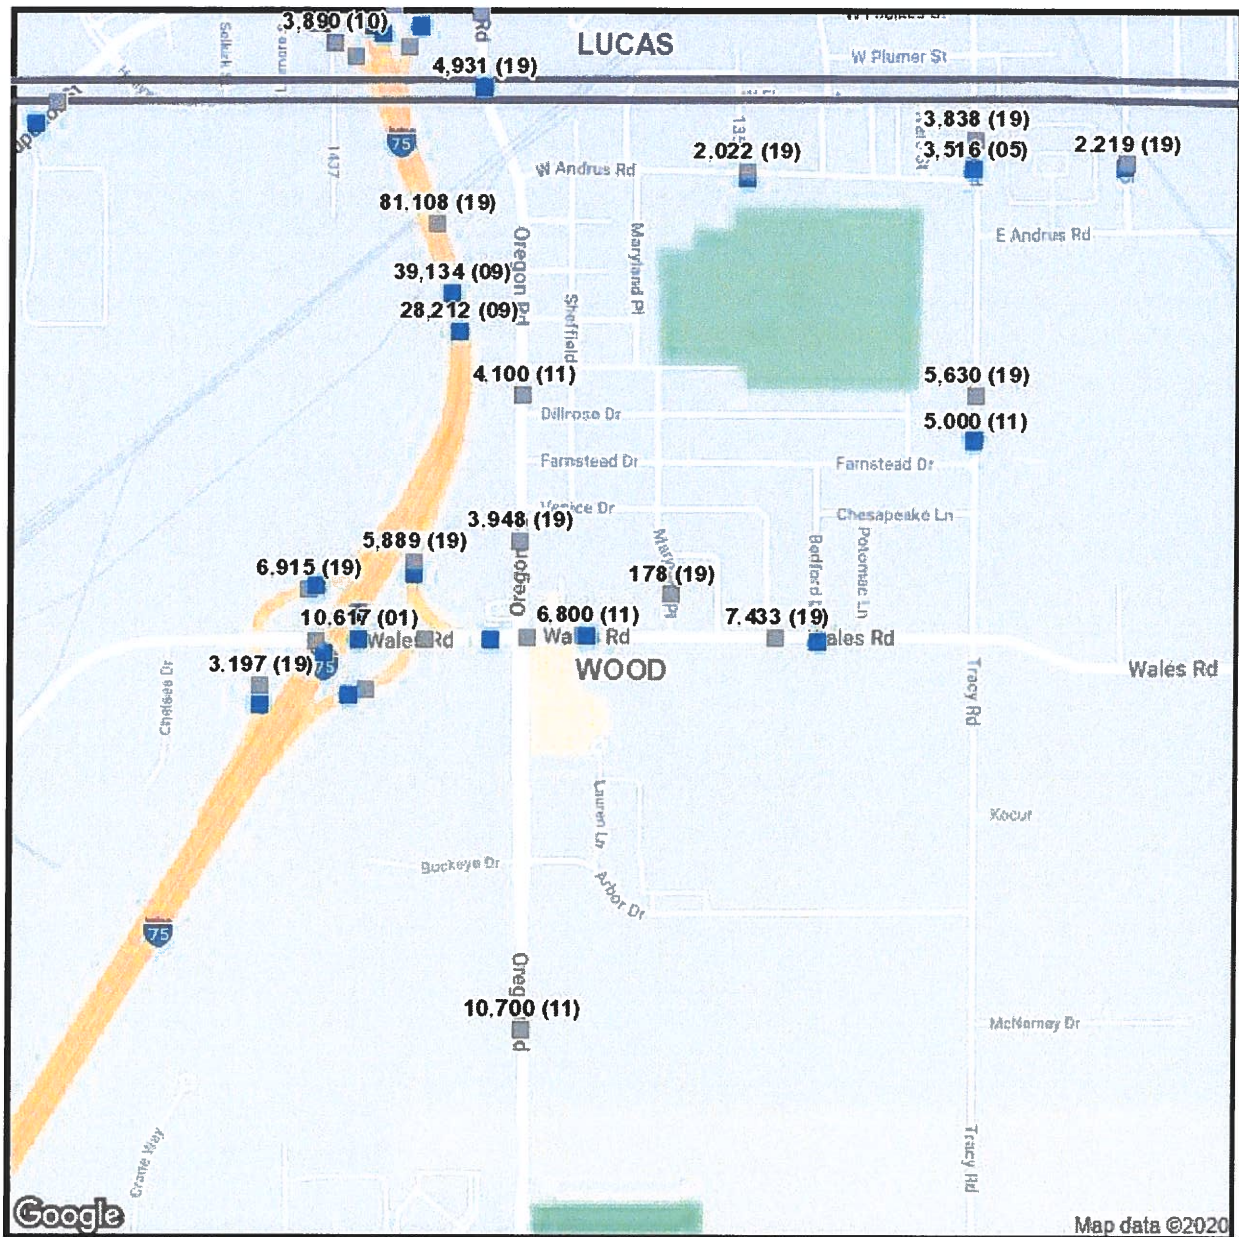 3,890 (10)
Rd
LUCAS
W Plumer St
4,931 (19)
3,838 (19)
75
2,022 (19)
3,516 (05)
2.219 (19)
W Andrus Rd
81,108 (19)
E Andrus Rd
Oregon Rd
Maryland Pl
39,134 (09)
28,212 (09)
Sheffield
4.100 (11)
5,630 (19)
Dillrose Dr
5.000 (11)
Farnstead Dr
Farnstead Dr
Venice Dr
3.948 (19)
Chesapeake Ln
5,889 (19)
Potomac Ln
6.915 (19)
178 (19)
Oregon
10.617 (01)
6.800 (11)
7.433 (19)
Wales Rd
Wales Rd
Wales Rd
3.197 (19)
75
WOOD
Wales Rd
Chelsea Dr
Tracy Rd
Lauren Ln
Kocur
Buckeye Dr
Arbor Dr
75
10,700 (11)
McNerney Dr
Crane Way
Tracy Rd
Google
Map data ©2020